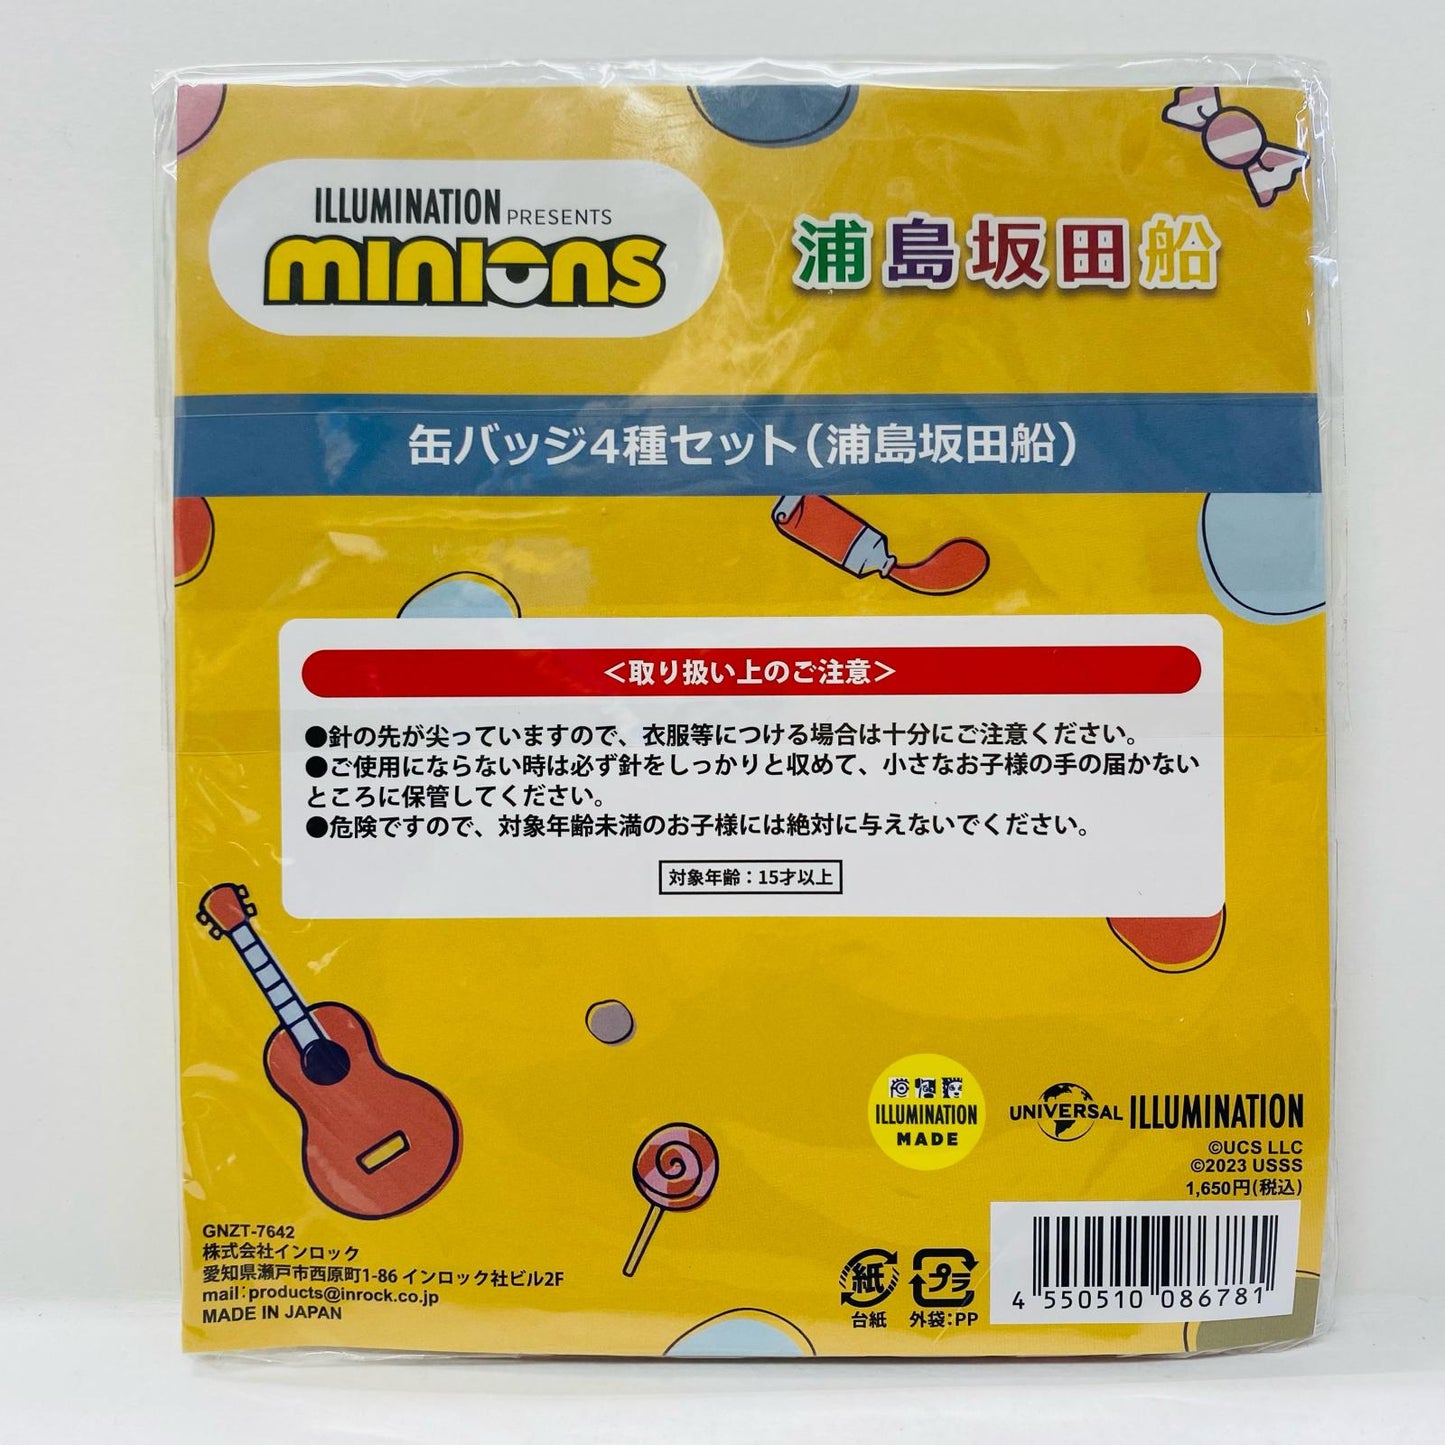 ILLUMINATION PRESENTS
minions
浦島坂田船
缶バッジ4種セット(浦島坂田船)
<取り扱い上のご注意>
●針の先が尖っていますので、衣服等につける場合は十分にご注意ください。
●ご使用にならない時は必ず針をしっかりと収めて、小さなお子様の手の届かない
ところに保管してください。
●危険ですので、対象年齢未満のお子様には絶対に与えないでください。
対象年齢：15才以上
ILLUMINATION
MADE
UNIVERSAL ILLUMINATION
©UCS LLC
©2023 USSS
1,650円(税込)
GNZT-7642
株式会社インロック
愛知県瀬戸市西原町1-86 インロック社ビル2F
mail:products@inrock.co.jp
MADE IN JAPAN
紙
台紙
プラ
外袋:PP
4 550510 086781